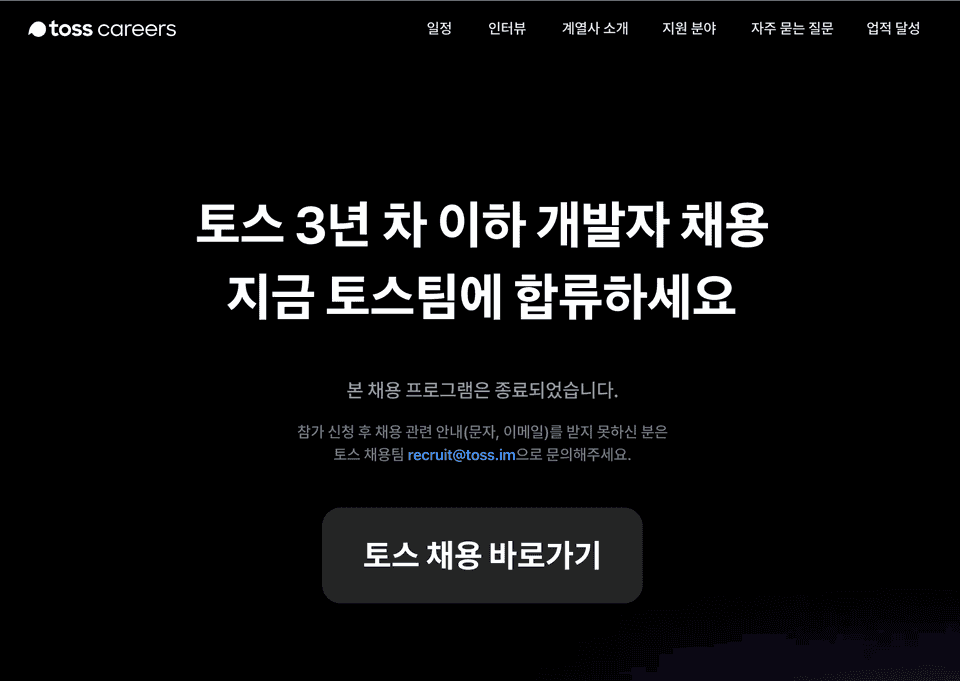 toss careers
일정 인터뷰 계열사 소개 지원 분야 자주 묻는 질문 업적 달성
토스 3년 차 이하 개발자 채용
지금 토스팀에 합류하세요
본 채용 프로그램은 종료되었습니다.
참가 신청 후 채용 관련 안내(문자, 이메일)를 받지 못하신 분은
토스 채용팀 recruit@toss.im으로 문의해주세요.
토스 채용 바로가기